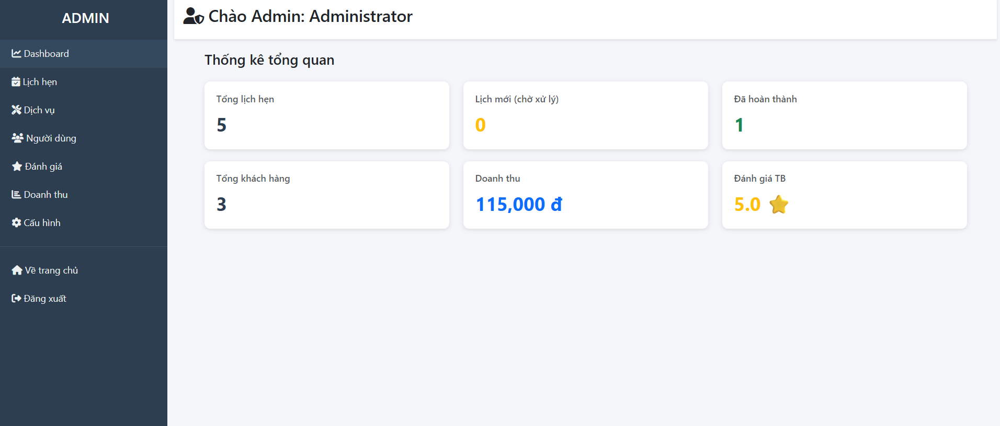 ADMIN
Dashboard
Lịch hẹn
Dịch vụ
Người dùng
Đánh giá
Doanh thu
Cấu hình
Về trang chủ
Đăng xuất
Chào Admin: Administrator
Thống kê tổng quan
Tổng lịch hẹn
5
Lịch mới (chờ xử lý)
0
Đã hoàn thành
1
Tổng khách hàng
3
Doanh thu
115,000 đ
Đánh giá TB
5.0 ⭐